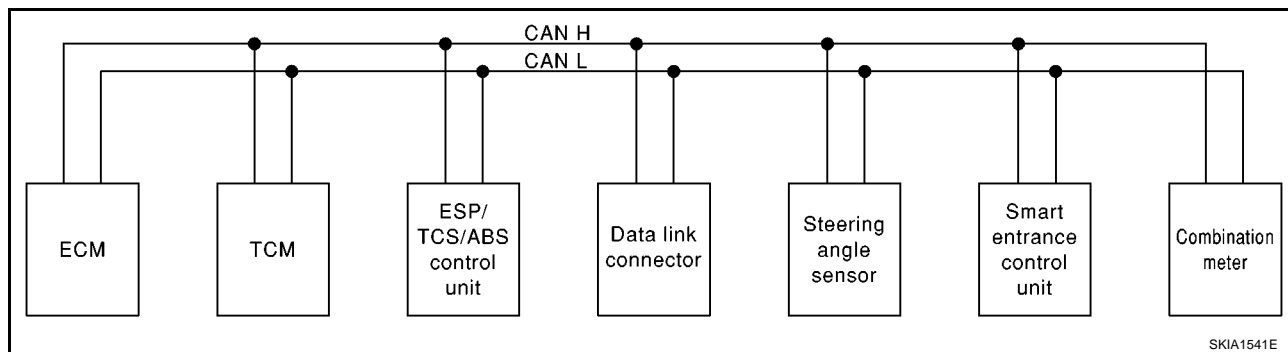 CAN H
CAN L
ECM
TCM
ESP/
TCS/ABS
control
unit
Data link
connector
Steering
angle
sensor
Smart
entrance
control
unit
Combination
meter
SKIA1541E